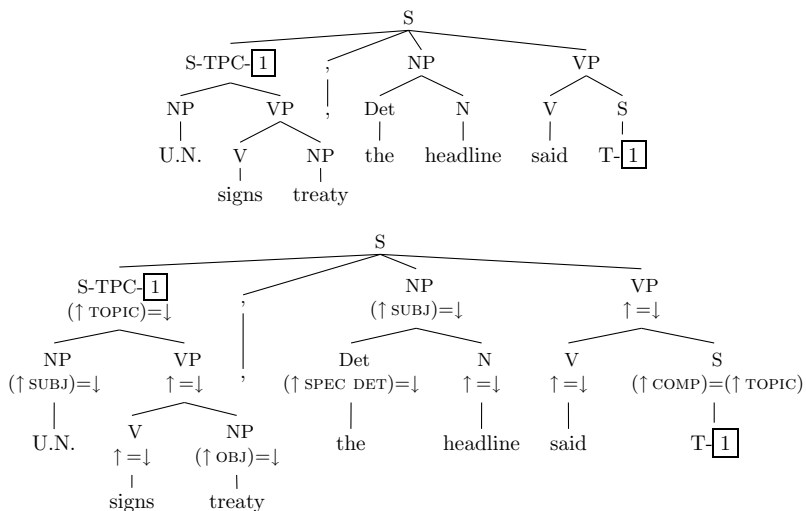 S
S-TPC-1 , NP VP
NP VP , Det N V S
U.N. V NP the headline said T-1
signs treaty
S
S-TPC-1 , NP VP
(↑ TOPIC)=↓ (↑ SUBJ)=↓ ↑=↓
NP VP , Det N V S
(↑ SUBJ)=↓ ↑=↓ (↑ SPEC DET)=↓ ↑=↓ ↑=↓ (↑ COMP)=(↑ TOPIC)
U.N. V NP the headline said T-1
↑=↓ (↑ OBJ)=↓
signs treaty